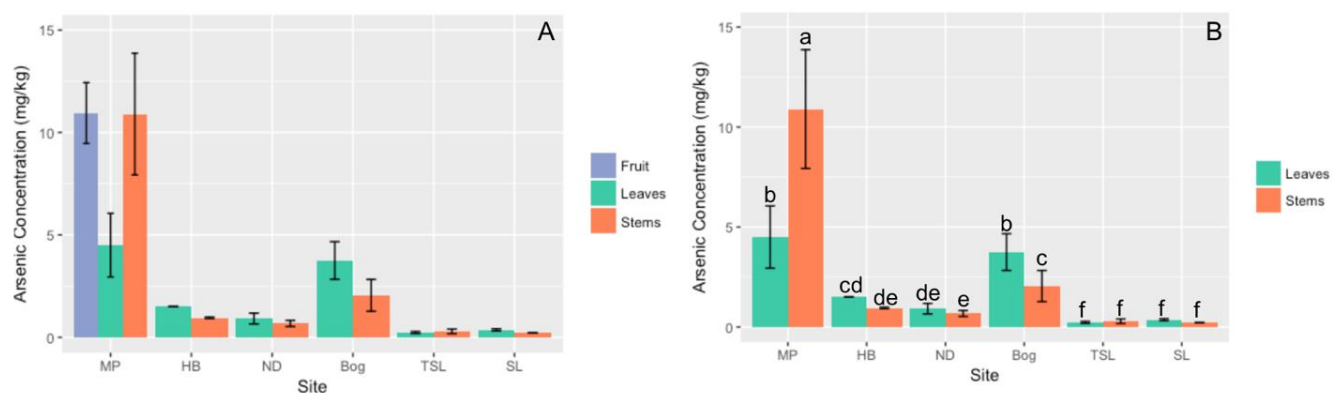 A
Arsenic Concentration (mg/kg)
15
10
5
0
MP HB ND Bog TSL SL
Site
Fruit
Leaves
Stems
B
Arsenic Concentration (mg/kg)
15
10
5
0
b a cd de de e b c f f f f
MP HB ND Bog TSL SL
Site
Leaves
Stems